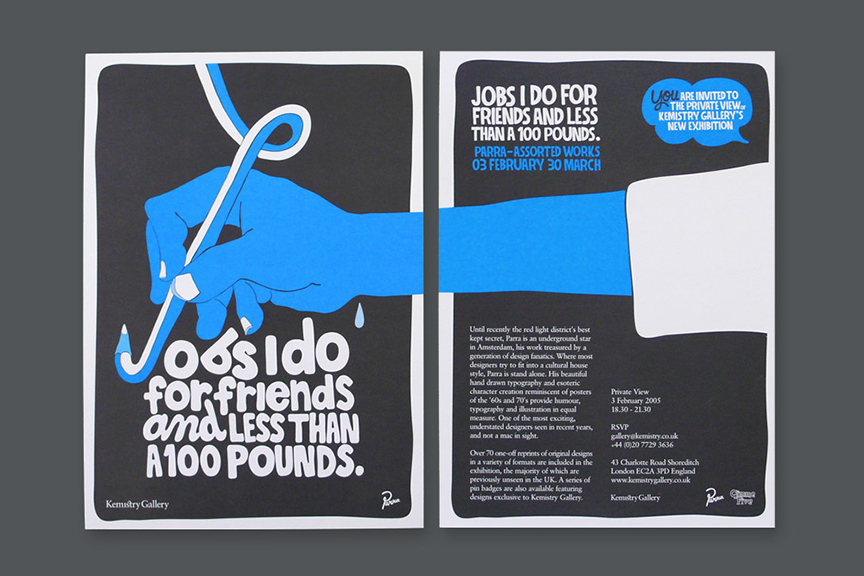 Jobs I do
for friends
and LESS THAN
A 100 POUNDS.
Kemistry Gallery
Parra
JOBS I DO FOR
FRIENDS AND LESS
THAN A 100 POUNDS.
PARRA-ASSORTED WORKS
03 FEBRUARY 30 MARCH
You ARE INVITED TO
THE PRIVATE VIEW OF
KEMISTRY GALLERY'S
NEW EXHIBITION
Until recently the red light district's best
kept secret, Parra is an underground star
in Amsterdam, his work treasured by a
generation of design fanatics. Where most
designers try to fit into a cultural house
style, Parra is stand alone. His beautiful
hand drawn typography and esoteric
character creation reminiscent of posters
of the '60s and 70's provide humour,
typography and illustration in equal
measure. One of the most exciting,
understated designers seen in recent years,
and not a mac in sight.
Over 70 one-off reprints of original designs
in a variety of formats are included in the
exhibition, the majority of which are
previously unseen in the UK. A series of
pin badges are also available featuring
designs exclusive to Kemistry Gallery.
Private View
3 February 2005
18.30 - 21.30
RSVP
gallery@kemistry.co.uk
+44 (0)20 7729 3636
43 Charlotte Road Shoreditch
London EC2A 3PD England
www.kemistrygallery.co.uk
Kemistry Gallery
Parra
Gimme
Five